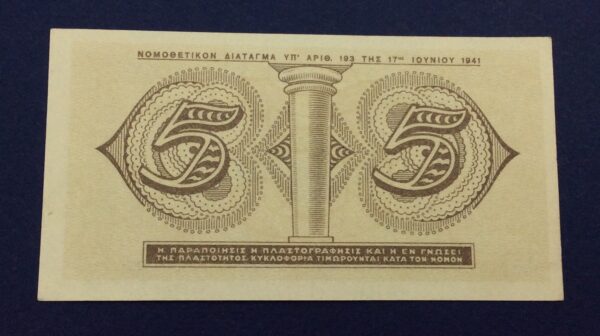 ΝΟΜΟΘΕΤΙΚΟΝ ΔΙΑΤΑΓΜΑ ΥΠ' ΑΡΙΘ. 193 ΤΗΣ 17ης ΙΟΥΝΙΟΥ 1941
5 5
Η ΠΑΡΑΠΟΙΗΣΙΣ Η ΠΛΑΣΤΟΓΡΑΦΗΣΙΣ ΚΑΙ Η ΕΝ ΓΝΩΣΕΙ
ΤΗΣ ΠΛΑΣΤΟΤΗΤΟΣ ΚΥΚΛΟΦΟΡΙΑ ΤΙΜΩΡΟΥΝΤΑΙ ΚΑΤΑ ΤΟΝ ΝΟΜΟΝ